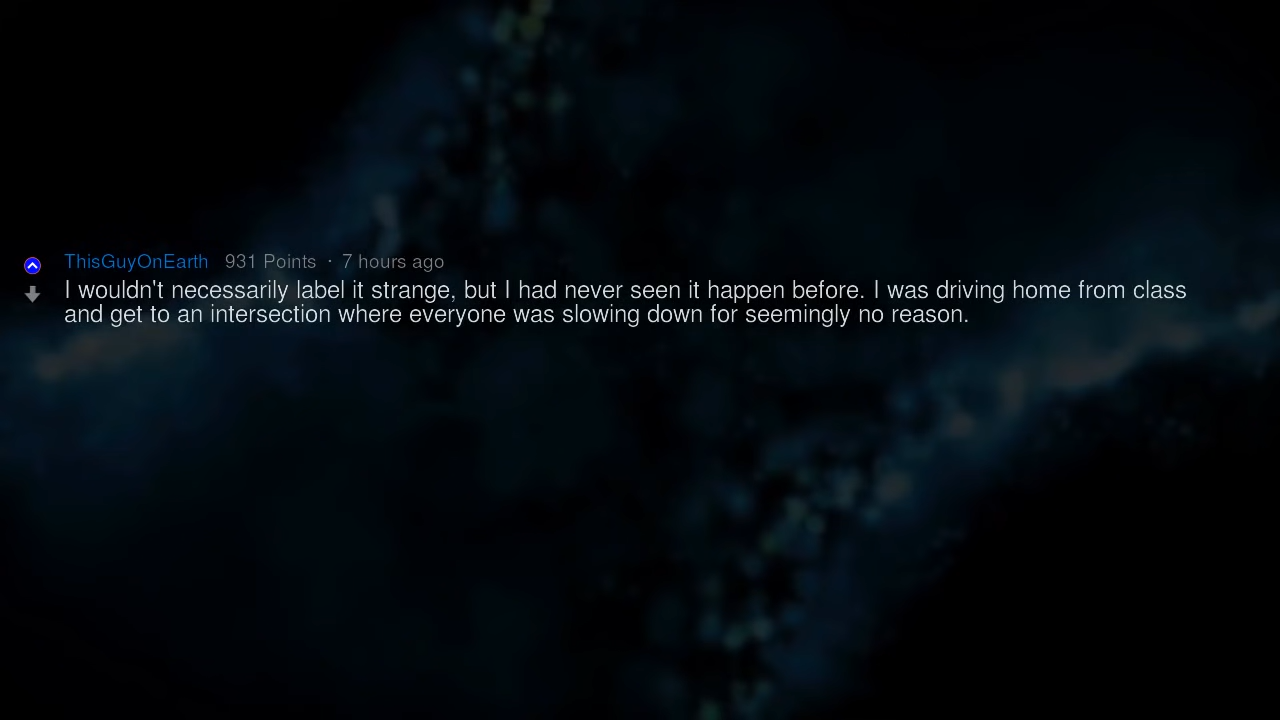 ThisGuyOnEarth 931 Points · 7 hours ago
I wouldn't necessarily label it strange, but I had never seen it happen before. I was driving home from class
and get to an intersection where everyone was slowing down for seemingly no reason.